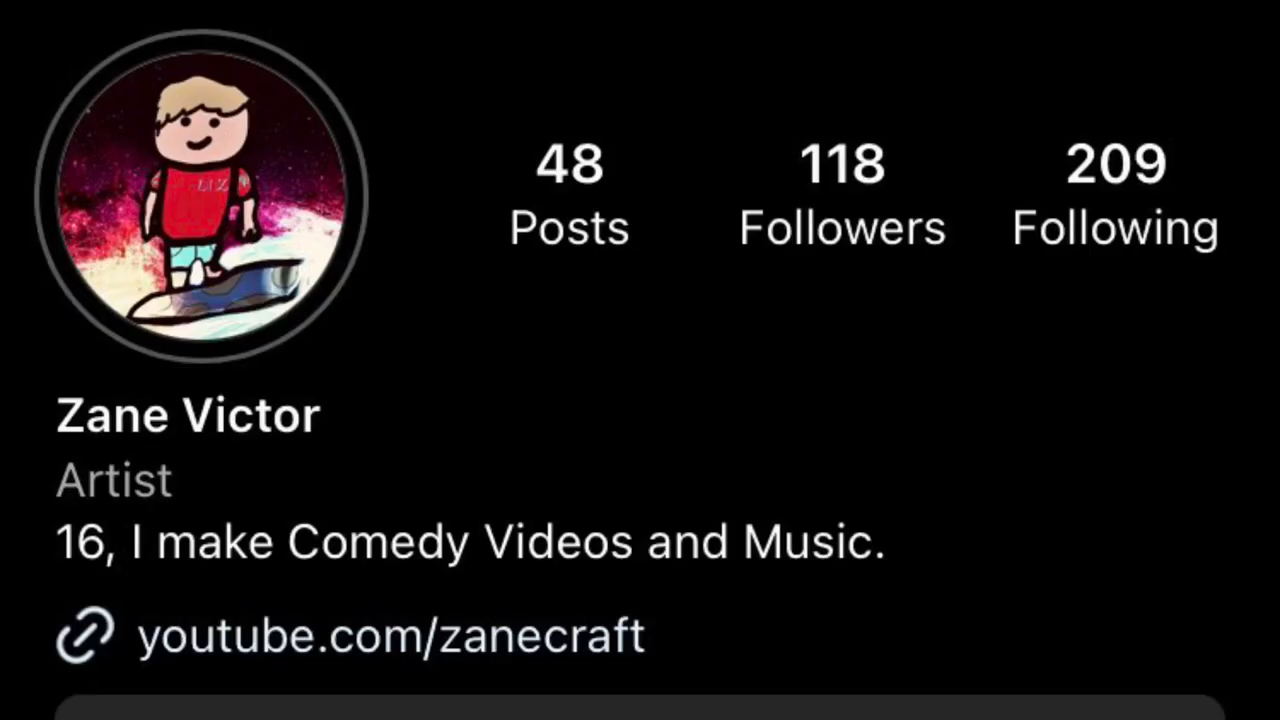 48 118 209
Posts Followers Following
Zane Victor
Artist
16, I make Comedy Videos and Music.
youtube.com/zanecraft